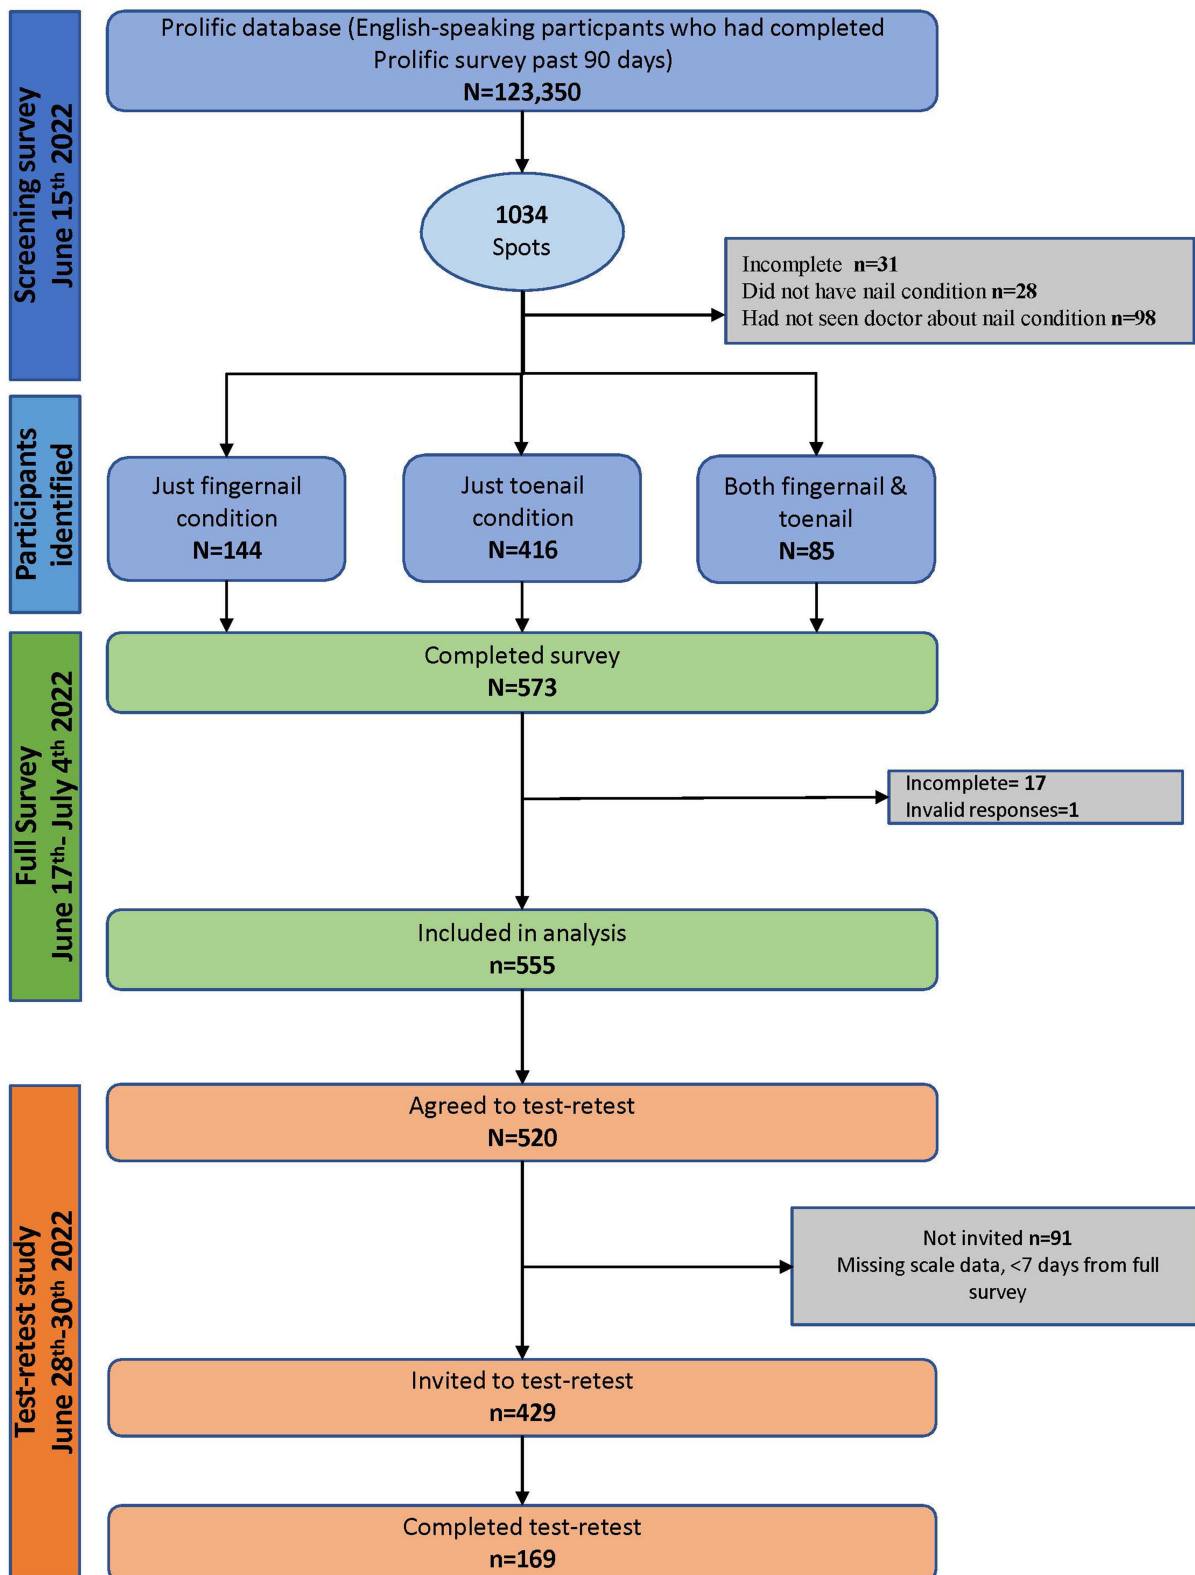 Screening survey
June 15th 2022
Prolific database (English-speaking particpants who had completed
Prolific survey past 90 days)
N=123,350
1034
Spots
Incomplete n=31
Did not have nail condition n=28
Had not seen doctor about nail condition n=98
Participants
identified
Just fingernail
condition
N=144
Just toenail
condition
N=416
Both fingernail &
toenail
N=85
Full Survey
June 17th- July 4th 2022
Completed survey
N=573
Incomplete= 17
Invalid responses=1
Included in analysis
n=555
Test-retest study
June 28th-30th 2022
Agreed to test-retest
N=520
Not invited n=91
Missing scale data, <7 days from full
survey
Invited to test-retest
n=429
Completed test-retest
n=169